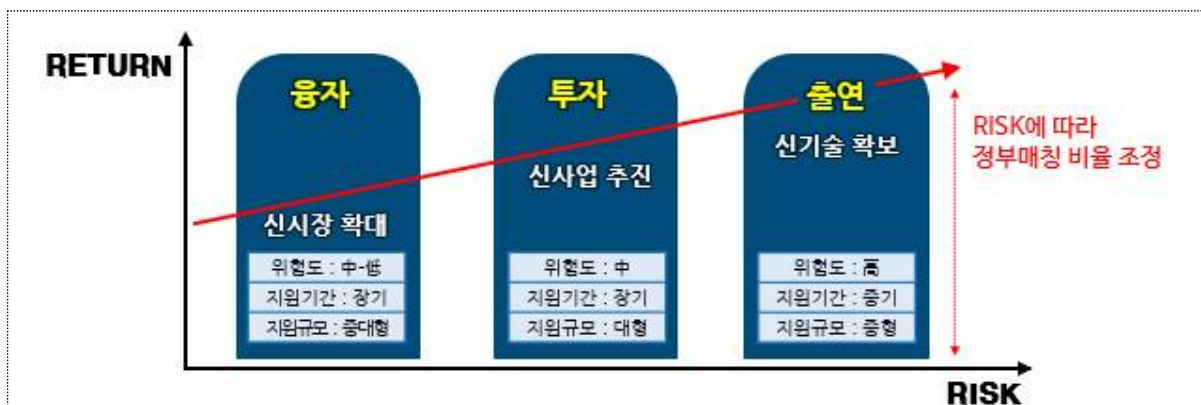 RETURN
융자
신시장 확대
위험도 : 中-低
지원기간 : 장기
지원규모 : 중대형
투자
신사업 추진
위험도 : 中
지원기간 : 장기
지원규모 : 대형
출연
신기술 확보
위험도 : 高
지원기간 : 중기
지원규모 : 중형
RISK에 따라
정부매칭 비율 조정
RISK